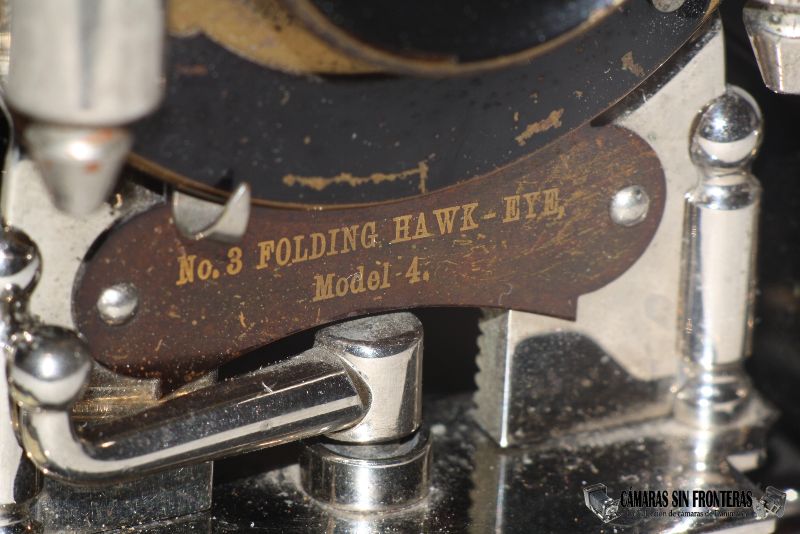 No. 3 FOLDING HAWK-EYE,
Model 4.
CÁMARAS SIN FRONTERAS